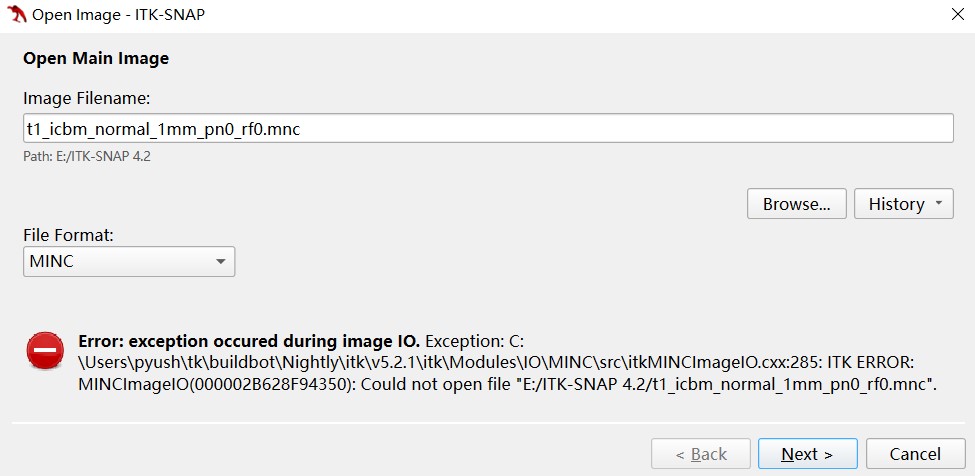 Open Image - ITK-SNAP
Open Main Image
Image Filename:
t1_icbm_normal_1mm_pn0_rf0.mnc
Path: E:/ITK-SNAP 4.2
Browse...
History
File Format:
MINC
Error: exception occured during image IO. Exception: C:
\Users\pyush\tk\buildbot\Nightly\itk\v5.2.1\itk\Modules\IO\MINC\src\itkMINCImageIO.cxx:285: ITK ERROR:
MINCImageIO(000002B628F94350): Could not open file "E:/ITK-SNAP 4.2/t1_icbm_normal_1mm_pn0_rf0.mnc".
< Back
Next >
Cancel